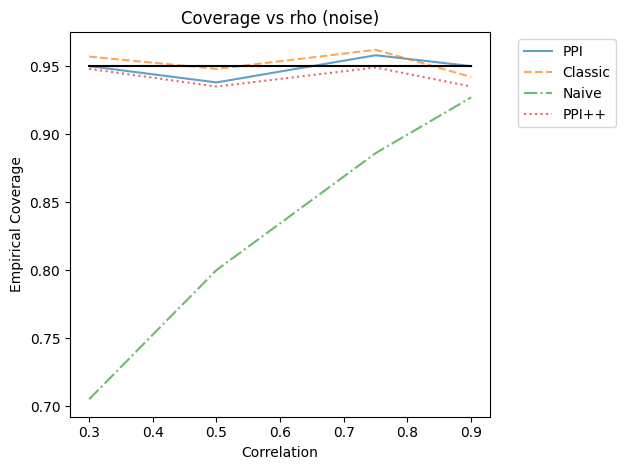 Coverage vs rho (noise)
PPI
Classic
Naive
PPI++
Empirical Coverage
0.95
0.90
0.85
0.80
0.75
0.70
0.3 0.4 0.5 0.6 0.7 0.8 0.9
Correlation